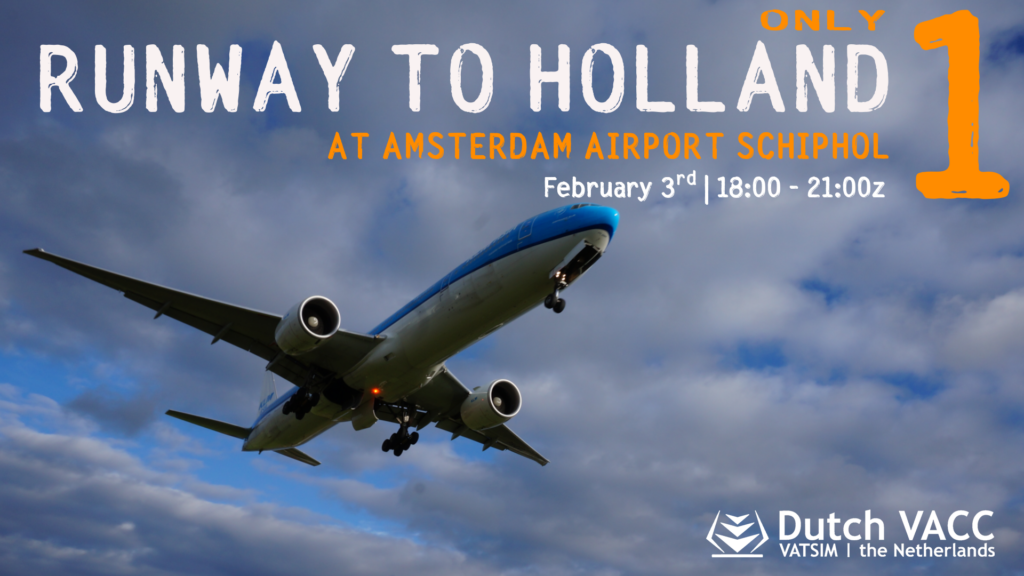 ONLY
1
RUNWAY TO HOLLAND
AT AMSTERDAM AIRPORT SCHIPHOL
February 3rd | 18:00 - 21:00z
Dutch VACC
VATSIM | the Netherlands